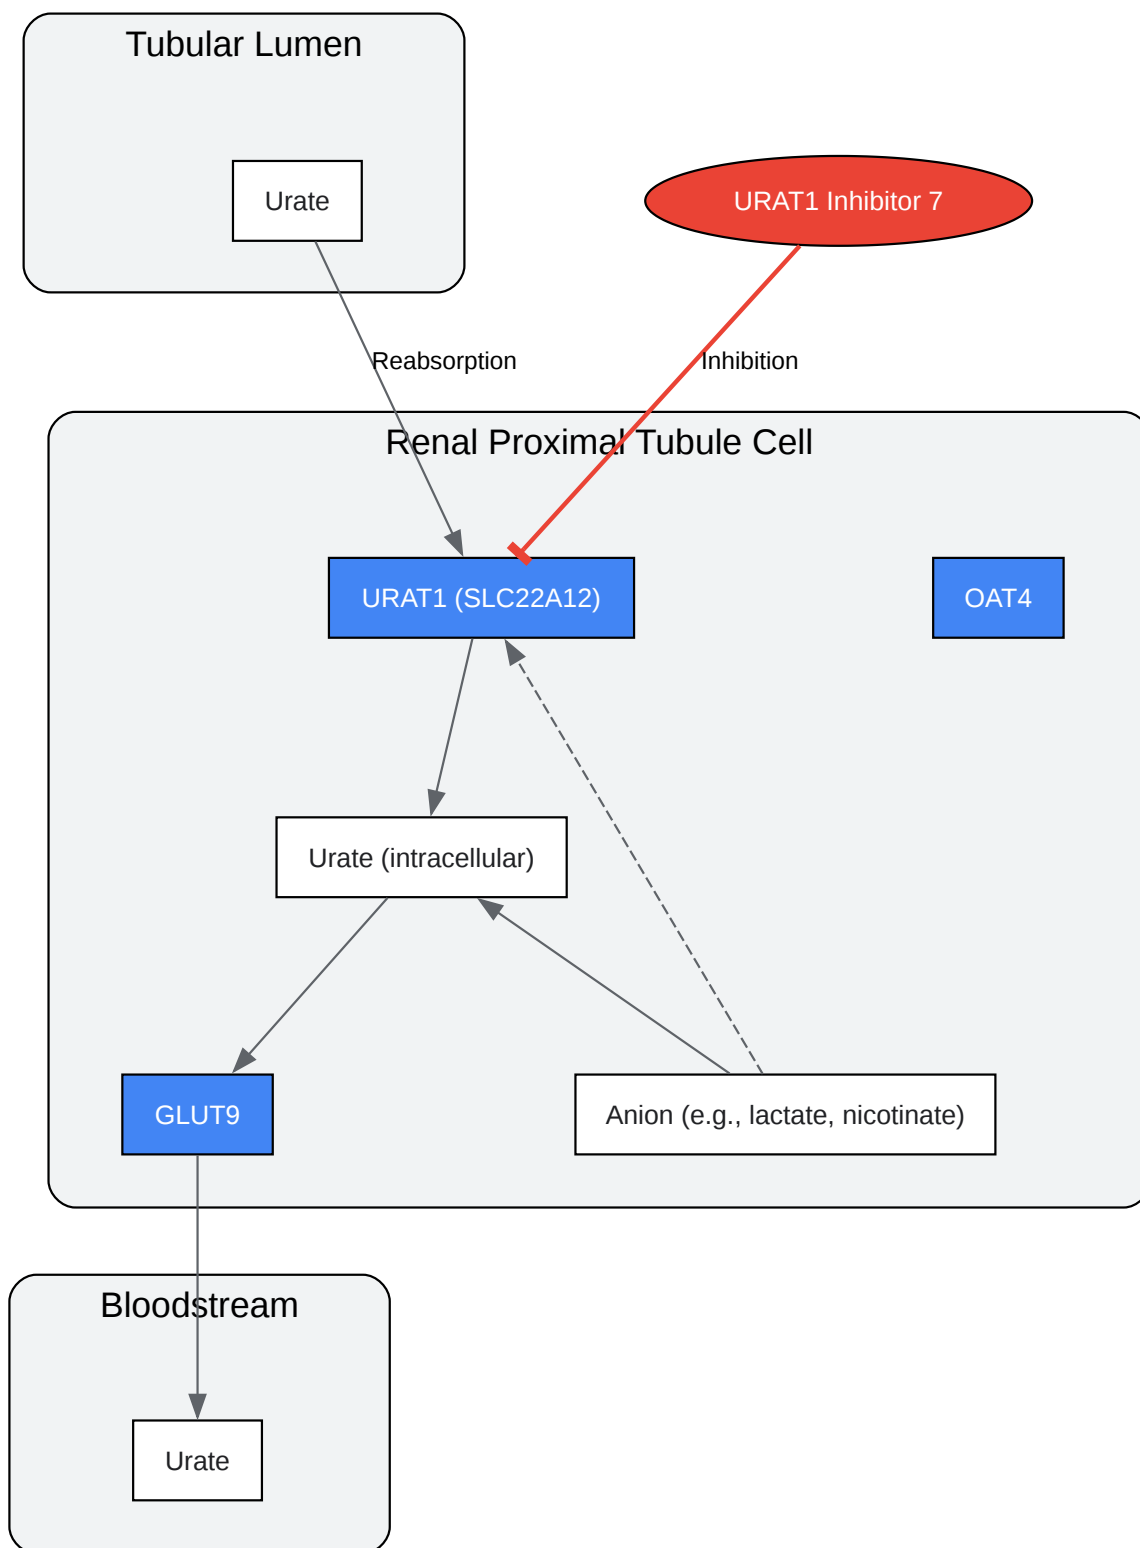 Tubular Lumen
Urate
URAT1 Inhibitor 7
Reabsorption
Inhibition
Renal Proximal Tubule Cell
URAT1 (SLC22A12)
OAT4
Urate (intracellular)
GLUT9
Anion (e.g., lactate, nicotinate)
Bloodstream
Urate